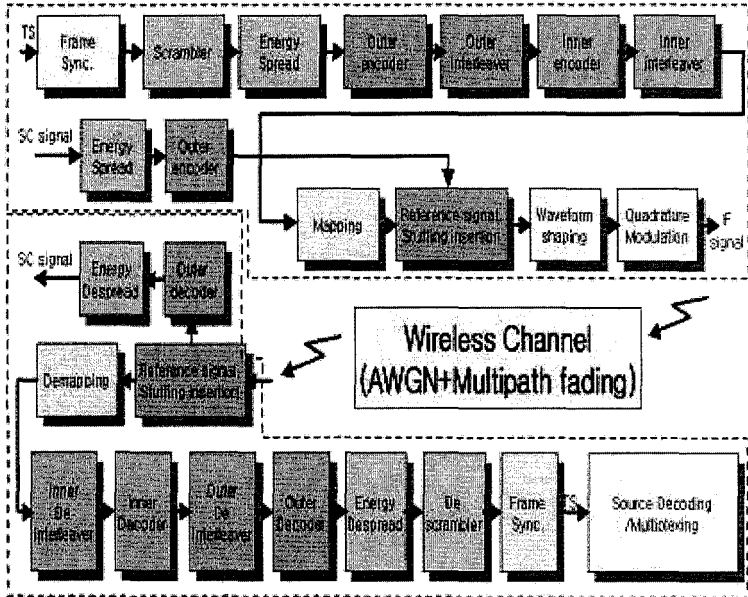 TS
Frame
Sync.
Scrambler
Energy
Spread
Outer
encoder
Outer
interleaver
Inner
encoder
Inner
interleaver
SC signal
Energy
Spread
Outer
encoder
Mapping
Reference signal,
Stuffing insertion
Waveform
shaping
Quadrature
Modulation
IF
signal
SC signal
Energy
Despread
Outer
decoder
Wireless Channel
(AWGN+Multipath fading)
Demapping
Reference signal,
Stuffing insertion
Inner
De
interleaver
Inner
Decoder
Outer
De
interleaver
Outer
Decoder
Energy
Despread
De
scrambler
Frame
Sync.
TS
Source Decoding
/Multiplexing